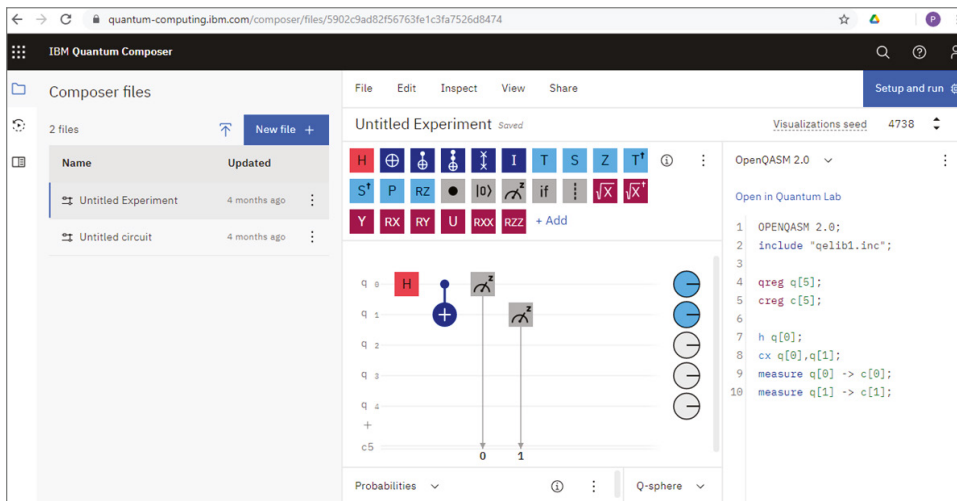 quantum-computing.ibm.com/composer/files/5902c9ad82f56763fe1c3fa7526d8474
P
IBM Quantum Composer
Composer files
2 files
New file +
Name Updated
Untitled Experiment 4 months ago
Untitled circuit 4 months ago
File Edit Inspect View Share
Setup and run
Untitled Experiment Saved
Visualizations seed 4738
H I T S Z T†
S† P RZ |0⟩ z if √X √X†
Y RX RY U RXX RZZ + Add
q 0 H z
q 1 + z
q 2
q 3
q 4
+
c5
0 1
Probabilities
Q-sphere
OpenQASM 2.0
Open in Quantum Lab
1 OPENQASM 2.0;
2 include "qelib1.inc";
3
4 qreg q[5];
5 creg c[5];
6
7 h q[0];
8 cx q[0],q[1];
9 measure q[0] -> c[0];
10 measure q[1] -> c[1];